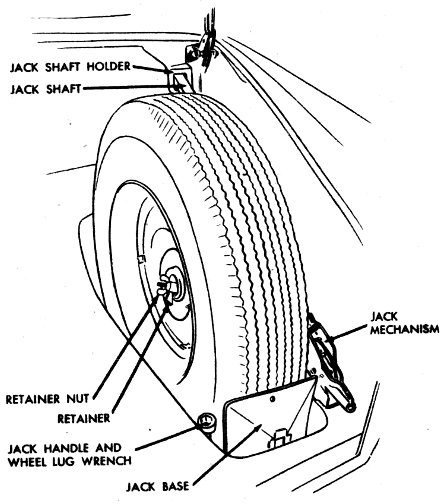 JACK SHAFT HOLDER
JACK SHAFT
JACK
MECHANISM
RETAINER NUT
RETAINER
JACK HANDLE AND
WHEEL LUG WRENCH
JACK BASE